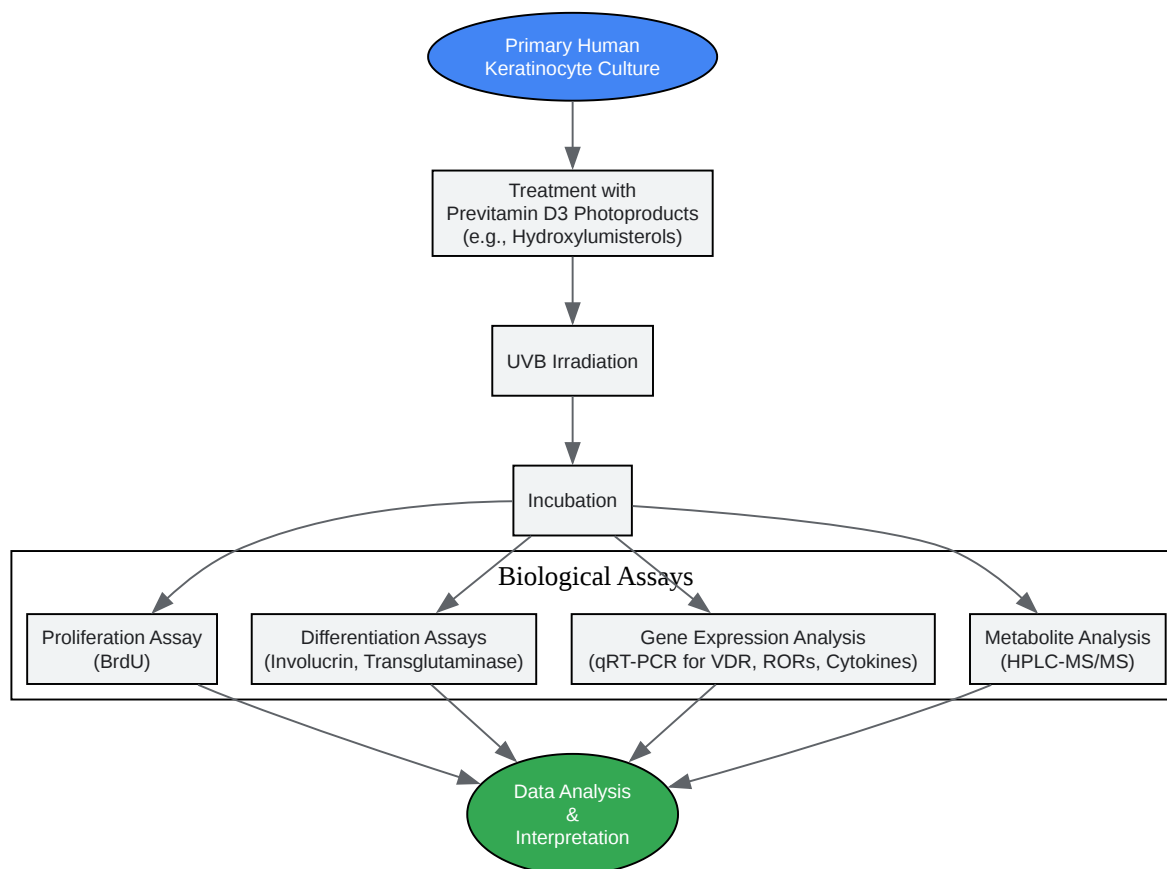 Primary Human
Keratinocyte Culture
Treatment with
Previtamin D3 Photoproducts
(e.g., Hydroxylumisterols)
UVB Irradiation
Incubation
Biological Assays
Proliferation Assay
(BrdU)
Differentiation Assays
(Involucrin, Transglutaminase)
Gene Expression Analysis
(qRT-PCR for VDR, RORs, Cytokines)
Metabolite Analysis
(HPLC-MS/MS)
Data Analysis
&
Interpretation